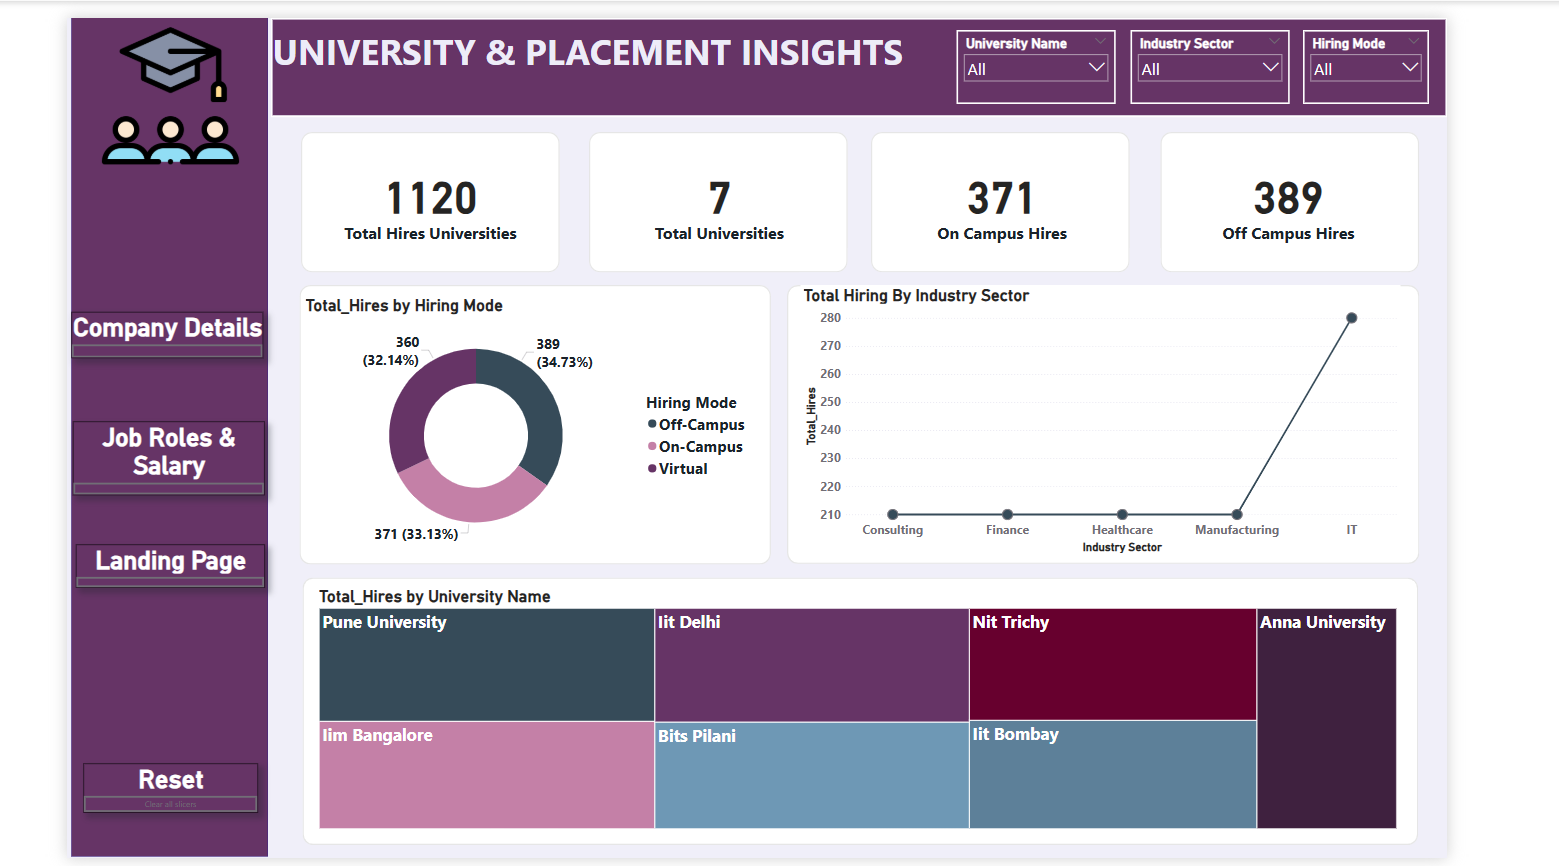 UNIVERSITY & PLACEMENT INSIGHTS
University Name
All
Industry Sector
All
Hiring Mode
All
Company Details
Job Roles &
Salary
Landing Page
Reset
Clear all slicers
1120
Total Hires Universities
7
Total Universities
371
On Campus Hires
389
Off Campus Hires
Total_Hires by Hiring Mode
360
(32.14%)
389
(34.73%)
371 (33.13%)
Hiring Mode
Off-Campus
On-Campus
Virtual
Total Hiring By Industry Sector
Total_Hires
280
270
260
250
240
230
220
210
Consulting Finance Healthcare Manufacturing IT
Industry Sector
Total_Hires by University Name
Pune University
Iit Delhi
Nit Trichy
Anna University
Iim Bangalore
Bits Pilani
Iit Bombay